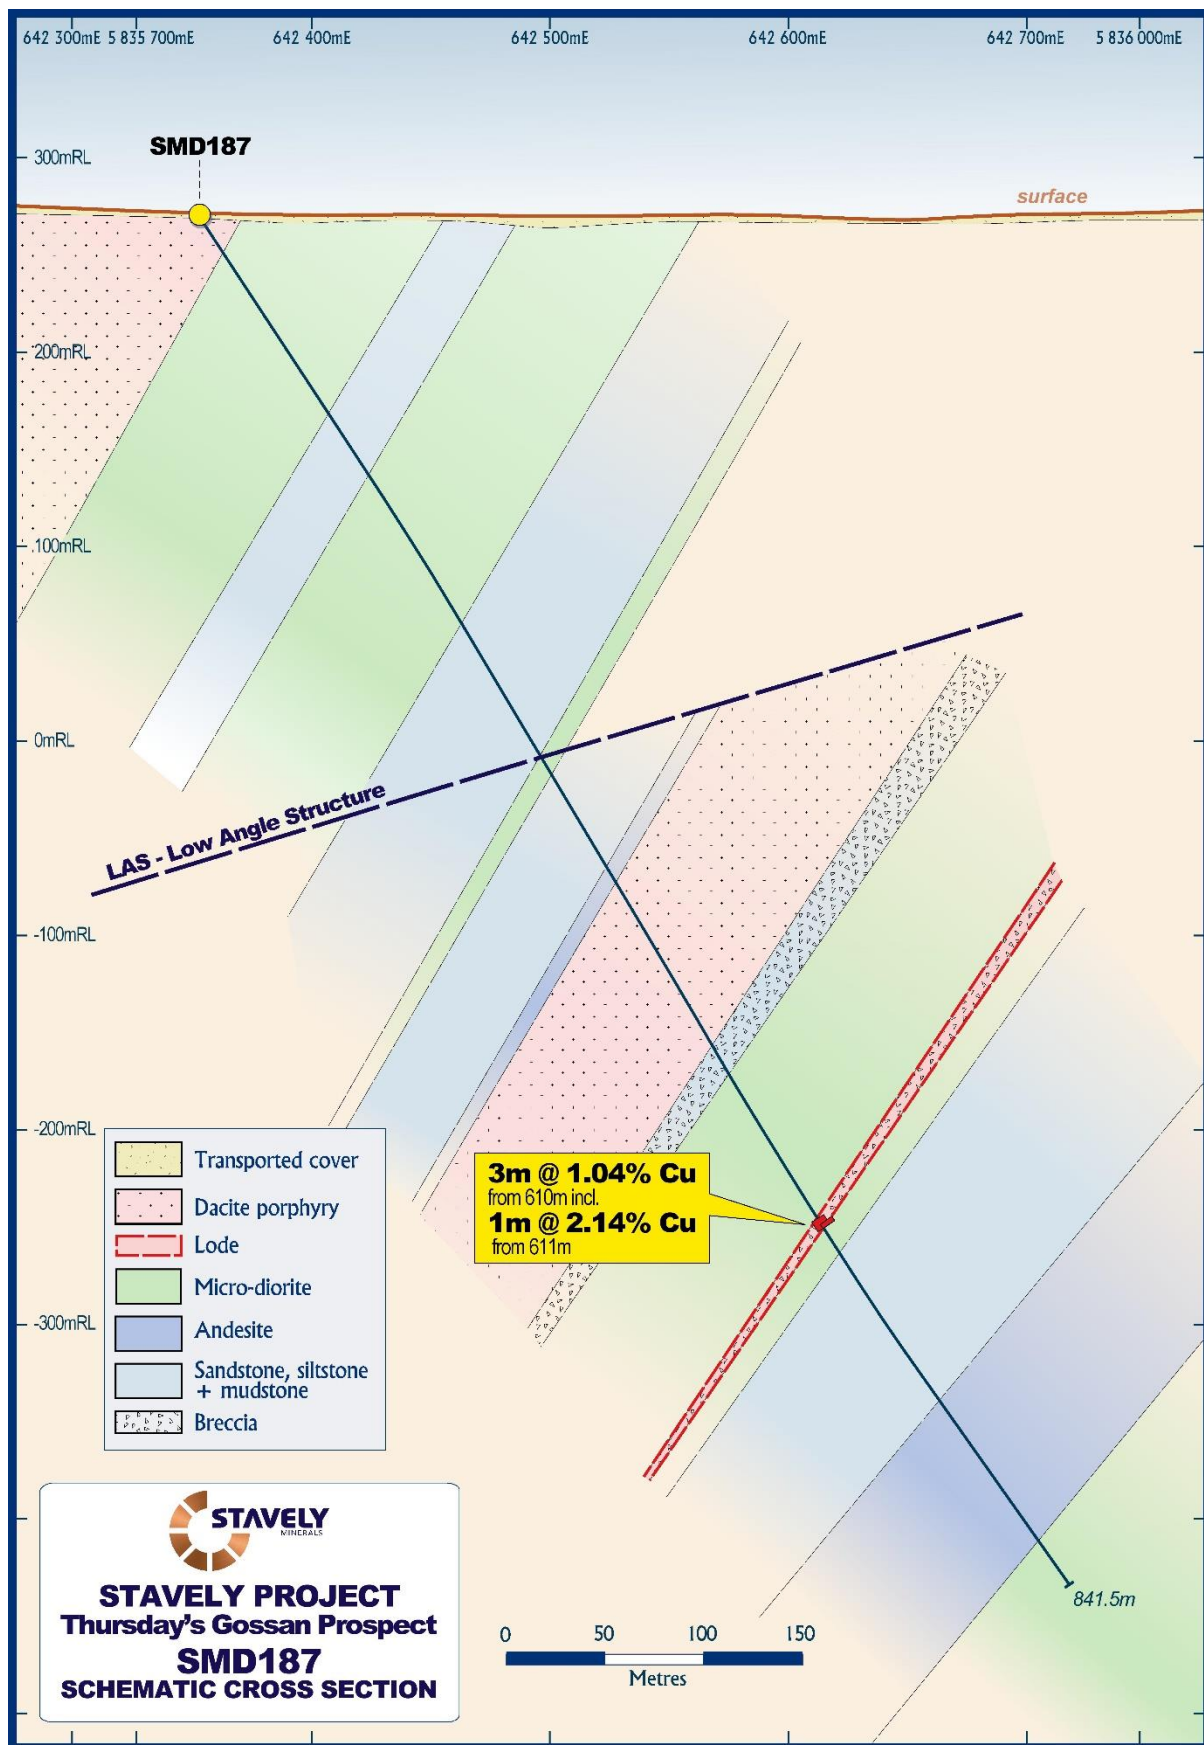 642 300mE 5 835 700mE 642 400mE 642 500mE 642 600mE 642 700mE 5 836 000mE
SMD187
300mRL
surface
200mRL
100mRL
0mRL
LAS - Low Angle Structure
-100mRL
-200mRL
Transported cover
Dacite porphyry
Lode
Micro-diorite
Andesite
Sandstone, siltstone
+ mudstone
Breccia
3m @ 1.04% Cu
from 610m incl.
1m @ 2.14% Cu
from 611m
-300mRL
841.5m
STAVELY
MINERALS
STAVELY PROJECT
Thursday's Gossan Prospect
SMD187
SCHEMATIC CROSS SECTION
0 50 100 150
Metres